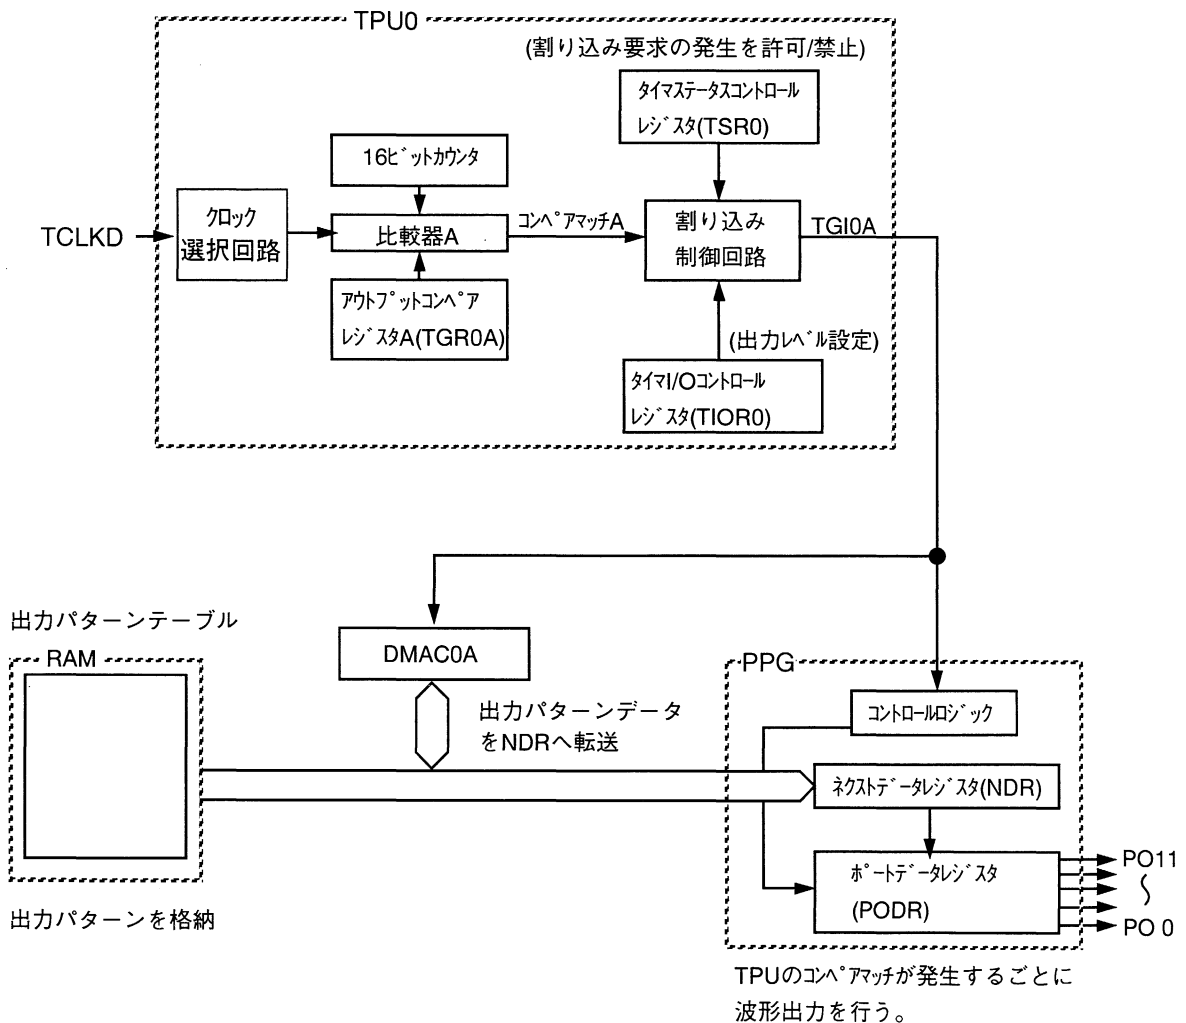 TPU0
(割り込み要求の発生を許可/禁止)
ﾀｲﾏｽﾃｰﾀｽｺﾝﾄﾛｰﾙ
ﾚｼﾞｽﾀ(TSR0)
16ﾋﾞｯﾄｶｳﾝﾀ
TCLKD
ｸﾛｯｸ
選択回路
比較器A
ｺﾝﾍﾟｱﾏｯﾁA
割り込み
制御回路
TGI0A
ｱｳﾄﾌﾟｯﾄｺﾝﾍﾟｱ
ﾚｼﾞｽﾀA(TGR0A)
(出力ﾚﾍﾞﾙ設定)
ﾀｲﾏI/Oｺﾝﾄﾛｰﾙ
ﾚｼﾞｽﾀ(TIOR0)
出力パターンテーブル
RAM
DMAC0A
出力パターンデータ
をNDRへ転送
PPG
ｺﾝﾄﾛｰﾙﾛｼﾞｯｸ
ﾈｸｽﾄﾃﾞｰﾀﾚｼﾞｽﾀ(NDR)
ﾎﾟｰﾄﾃﾞｰﾀﾚｼﾞｽﾀ
(PODR)
PO11
〜
PO 0
出力パターンを格納
TPUのｺﾝﾍﾟｱﾏｯﾁが発生するごとに
波形出力を行う。